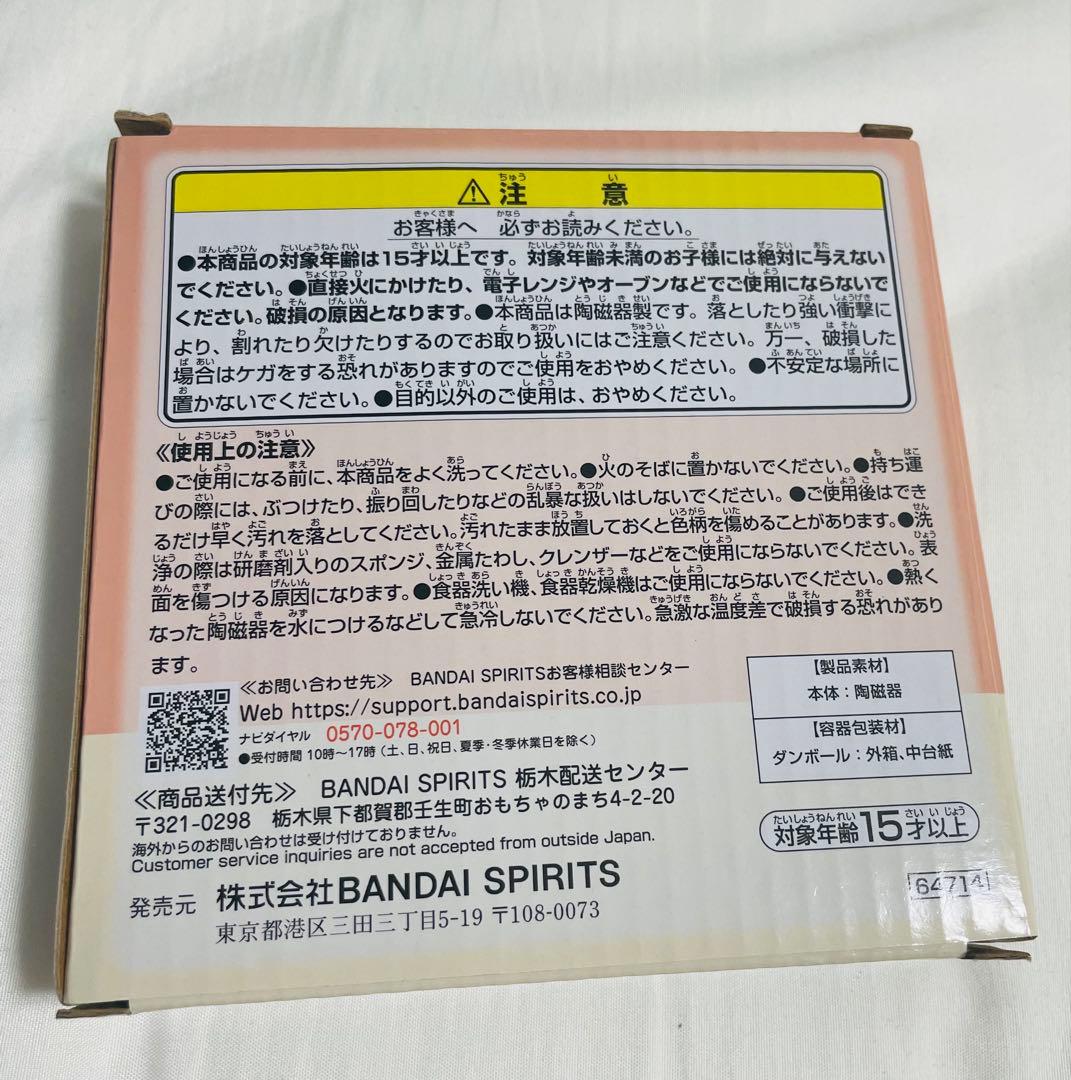 ⚠注意
お客様へ 必ずお読みください。
●本商品の対象年齢は15才以上です。対象年齢未満のお子様には絶対に与えない
でください。●直接火にかけたり、電子レンジやオーブンなどでご使用にならないで
ください。破損の原因となります。●本商品は陶磁器製です。落としたり強い衝撃に
より、割れたり欠けたりするのでお取り扱いにはご注意ください。万一、破損した
場合はケガをする恐れがありますのでご使用をおやめください。●不安定な場所に
置かないでください。●目的以外のご使用は、おやめください。
《使用上の注意》
●ご使用になる前に、本商品をよく洗ってください。●火のそばに置かないでください。●持ち運
びの際には、ぶつけたり、振り回したりなどの乱暴な扱いはしないでください。●ご使用後はでき
るだけ早く汚れを落としてください。汚れたまま放置しておくと色柄を傷めることがあります。●洗
浄の際は研磨剤入りのスポンジ、金属たわし、クレンザーなどをご使用にならないでください。表
面を傷つける原因になります。●食器洗い機、食器乾燥機はご使用にならないでください。●熱く
なった陶磁器を水につけるなどして急冷しないでください。急激な温度差で破損する恐れがあり
ます。
≪お問い合わせ先≫ BANDAI SPIRITSお客様相談センター
Web https://support.bandaispirits.co.jp
ナビダイヤル 0570-078-001
●受付時間 10時〜17時(土、日、祝日、夏季・冬季休業日を除く)
≪商品送付先≫ BANDAI SPIRITS 栃木配送センター
〒321-0298 栃木県下都賀郡壬生町おもちゃのまち4-2-20
海外からのお問い合わせは受け付けておりません。
Customer service inquiries are not accepted from outside Japan.
発売元 株式会社BANDAI SPIRITS
東京都港区三田三丁目5-19 〒108-0073
【製品素材】
本体:陶磁器
【容器包装材】
ダンボール:外箱、中台紙
対象年齢15才以上
64714